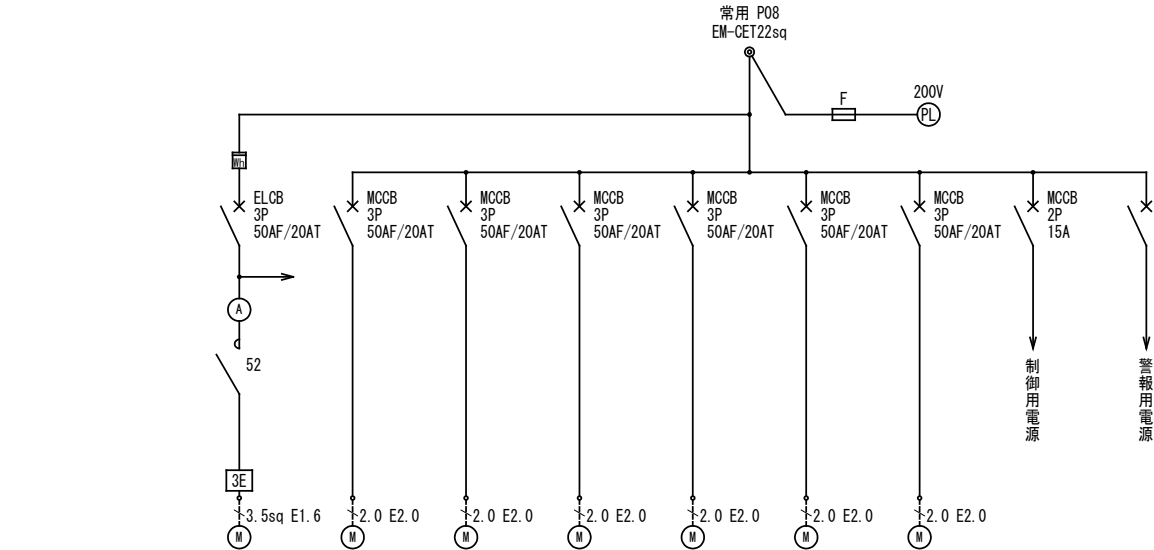 常用 P08
EM-CET22sq
F
200V
PL
Wh
ELCB
3P
50AF/20AT
MCCB
3P
50AF/20AT
MCCB
3P
50AF/20AT
MCCB
3P
50AF/20AT
MCCB
3P
50AF/20AT
MCCB
3P
50AF/20AT
MCCB
3P
50AF/20AT
MCCB
2P
15A
A
52
制御用電源
警報用電源
3E
3.5sq E1.6
2.0 E2.0
2.0 E2.0
2.0 E2.0
2.0 E2.0
2.0 E2.0
2.0 E2.0
M
M
M
M
M
M
M